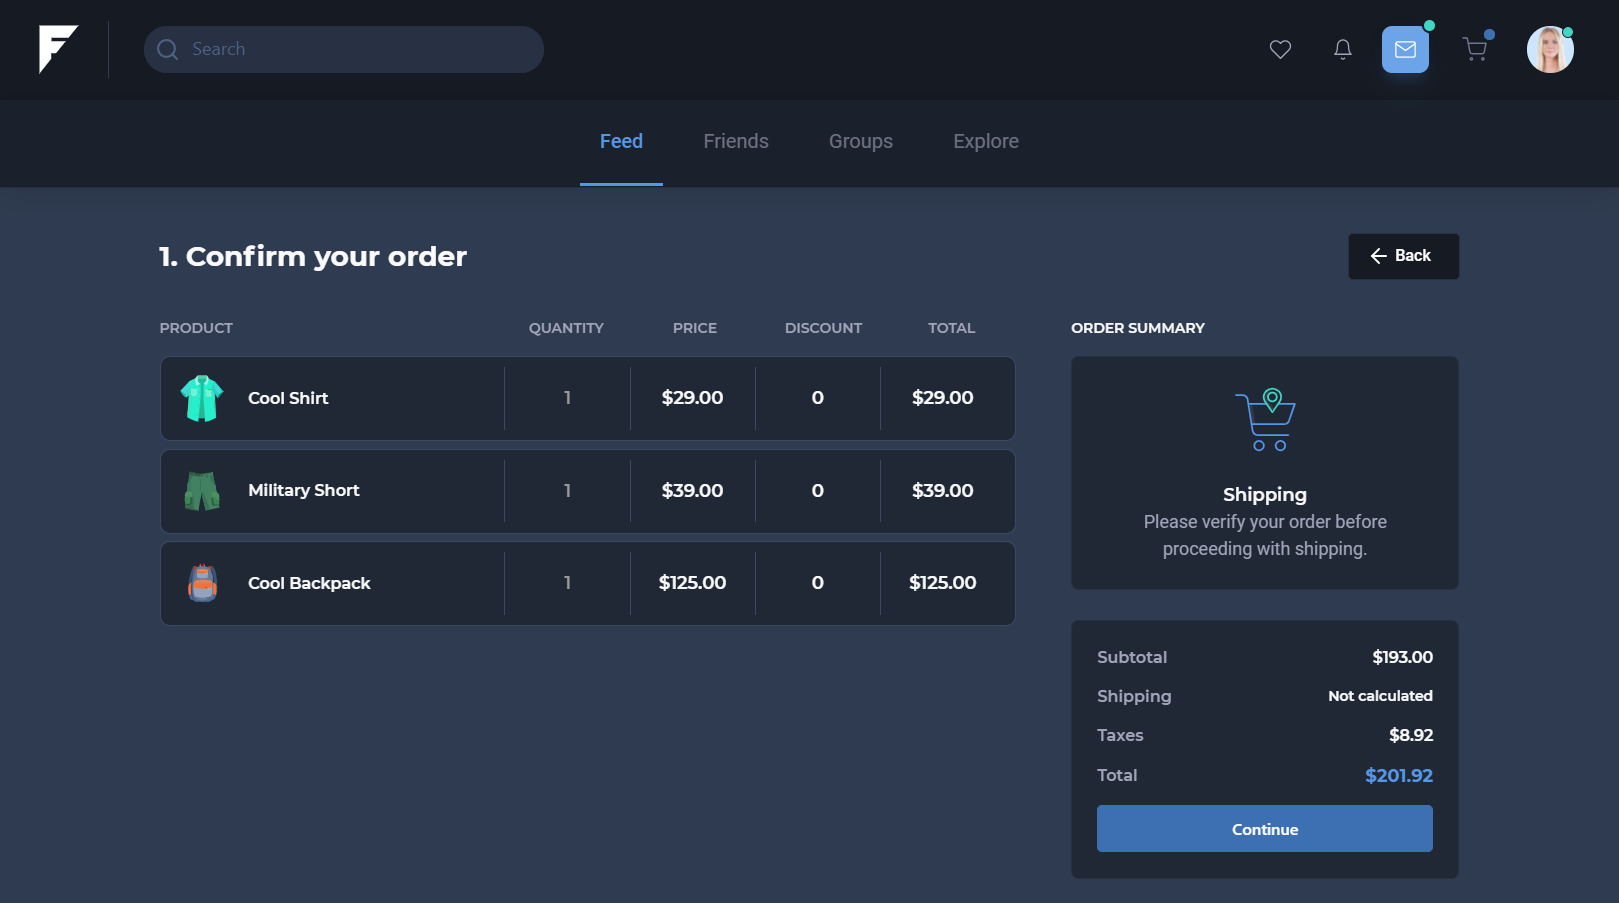 Search
Feed
Friends
Groups
Explore
1. Confirm your order
Back
PRODUCT
QUANTITY
PRICE
DISCOUNT
TOTAL
Cool Shirt
1
$29.00
0
$29.00
Military Short
1
$39.00
0
$39.00
Cool Backpack
1
$125.00
0
$125.00
ORDER SUMMARY
Shipping
Please verify your order before
proceeding with shipping.
Subtotal
$193.00
Shipping
Not calculated
Taxes
$8.92
Total
$201.92
Continue